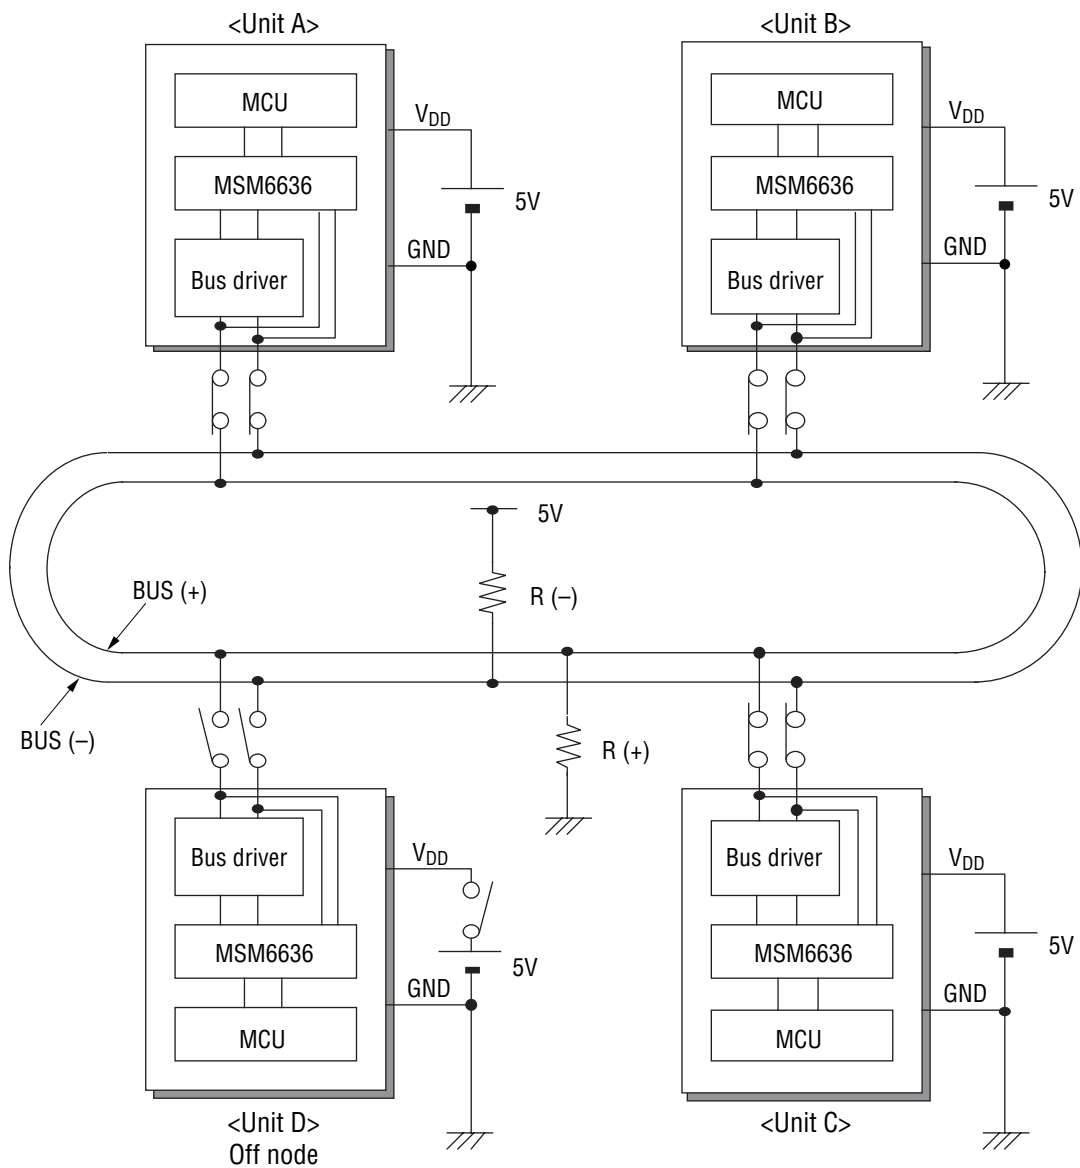 <Unit A>
MCU
VDD
MSM6636
5V
GND
Bus driver
<Unit B>
MCU
VDD
MSM6636
5V
GND
Bus driver
5V
BUS (+)
R (–)
BUS (–)
R (+)
Bus driver
VDD
MSM6636
5V
GND
MCU
<Unit D>
Off node
Bus driver
VDD
MSM6636
5V
GND
MCU
<Unit C>